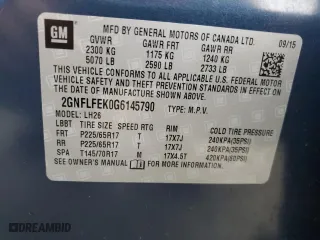 GM
MFD BY GENERAL MOTORS OF CANADA LTD.
09/15
GVWR GAWR FRT GAWR RR
2300 KG 1175 KG 1240 KG
5070 LB 2590 LB 2733 LB
THIS VEHICLE CONFORMS TO ALL APPLICABLE U.S. FEDERAL MOTOR
VEHICLE SAFETY AND THEFT PREVENTION STANDARDS IN EFFECT ON THE
DATE OF MANUFACTURE SHOWN ABOVE.
2GNFLFEK0G6145790 TYPE: M.P.V.
MODEL: LH26
LBBT TIRE SIZE SPEED RTG RIM COLD TIRE PRESSURE
FRT P225/65R17 T 17X7J 240KPA(35PSI)
RR P225/65R17 T 17X7J 240KPA(35PSI)
SPA T145/70R17 M 17X4.5T 420KPA(60PSI)
SEE OWNER'S MANUAL FOR MORE INFORMATION.